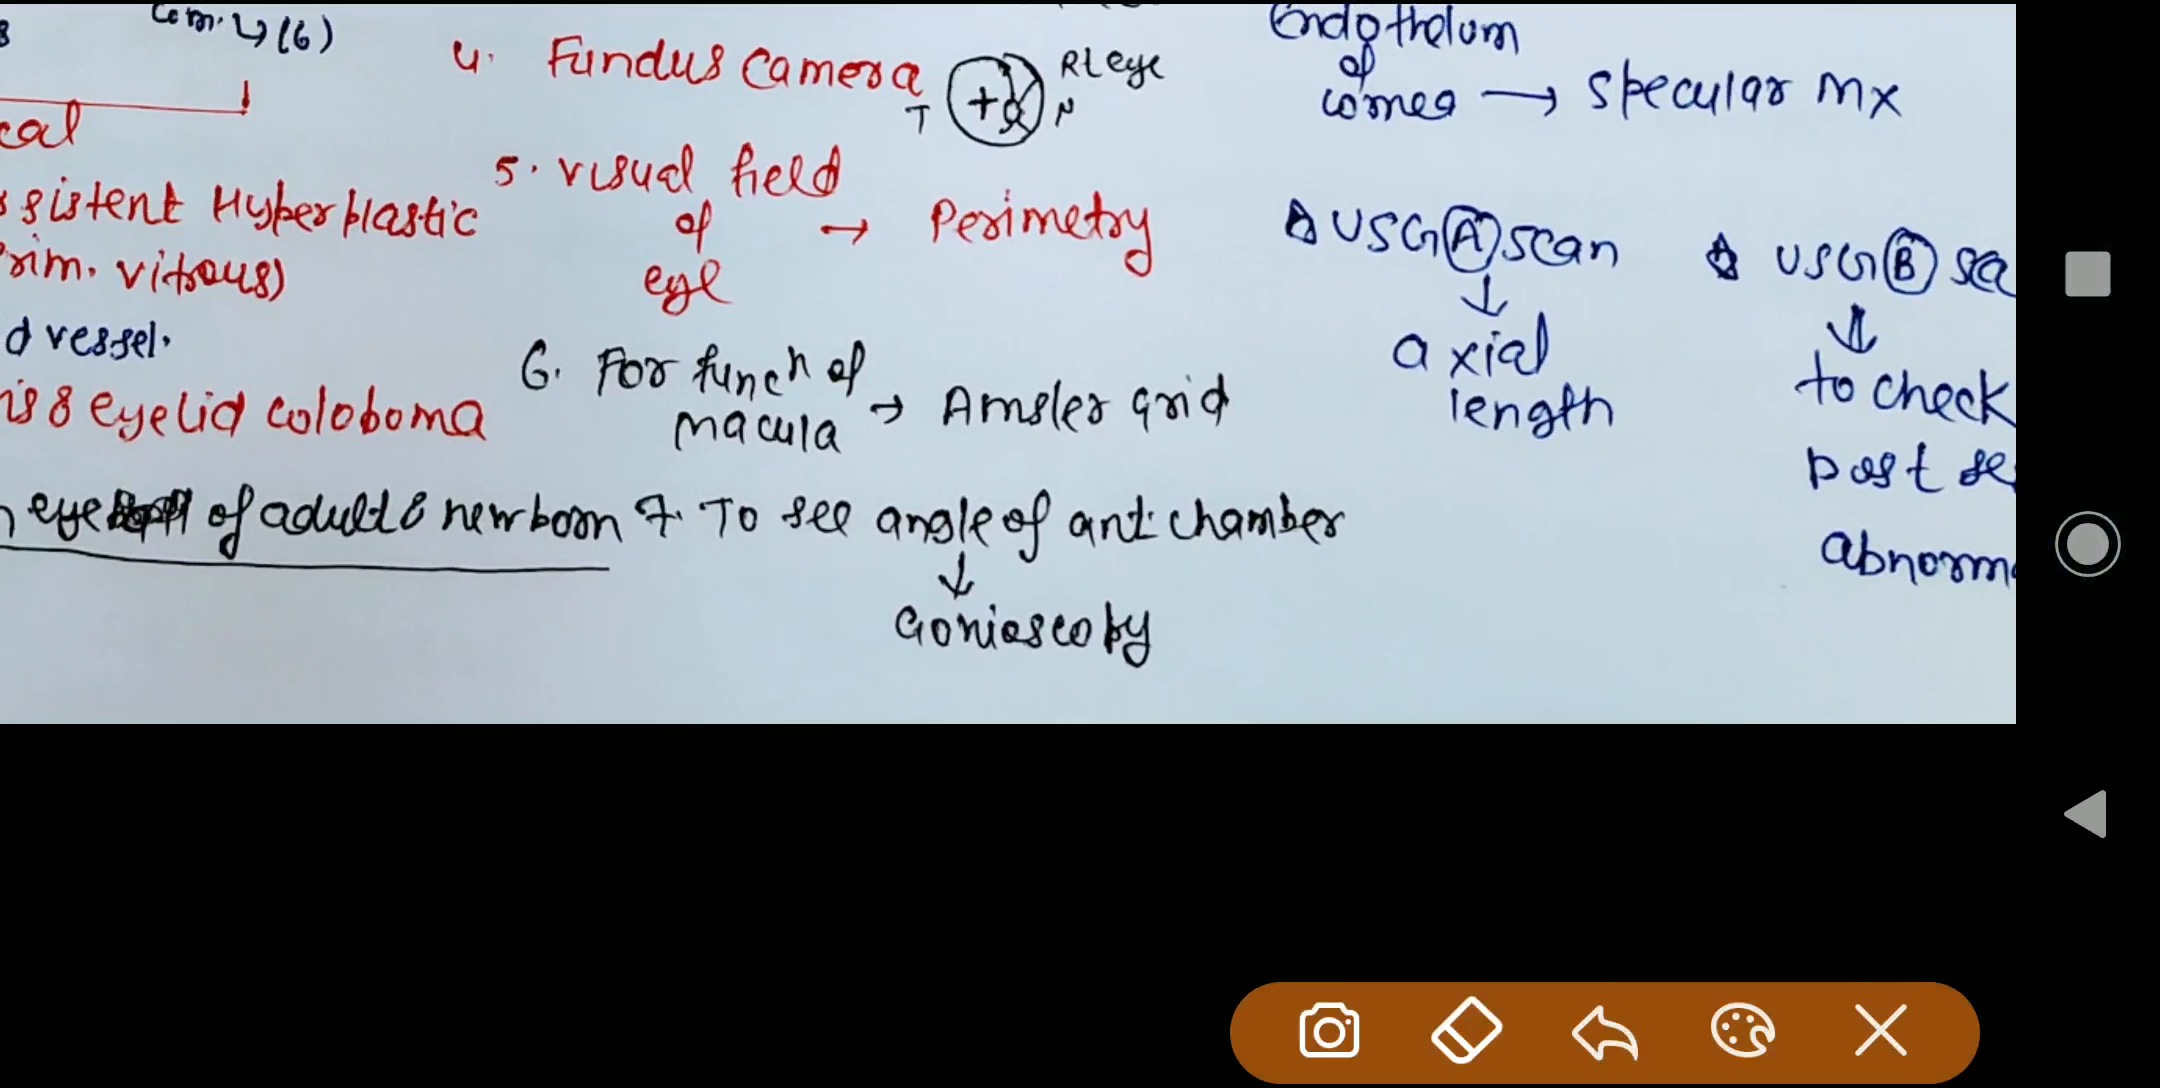 com. ↳ (6)
cal
sistent Hyperplastic
rim. vitrous)
d vessel.
is 8 eyelid coloboma
eye of adult & newborn
4. Fundus Camera
Rt eye
T + N
5. visual field
of
eye → Perimetry
6. For funcn of
macula → Amsler grid
7. To see angle of ant. chamber
↓
Gonioscopy
Endothelum
of
cornea → specular Mx
USG A scan
↓
axial
length
USG B sca
↓
to check
post se
abnorm